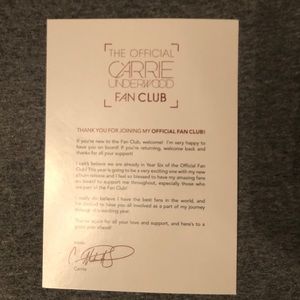 THE OFFICIAL
CARRIE
UNDERWOOD
FAN CLUB
THANK YOU FOR JOINING MY OFFICIAL FAN CLUB!
If you're new to the Fan Club, welcome! I'm very happy to
have you on board! If you're returning, welcome back and
thanks for all your support!
I can't believe we are already in Year Six of the Official Fan
Club! This year is going to be a very exciting one with my new
album release and I feel so blessed to have my amazing fans
on board to support me throughout, especially those who
are part of the Fan Club!
I really do believe I have the best fans in the world, and
to have you all involved as a part of my journey
through this exciting year.
for all your love and support, and here's to a
year ahead!
Carrie